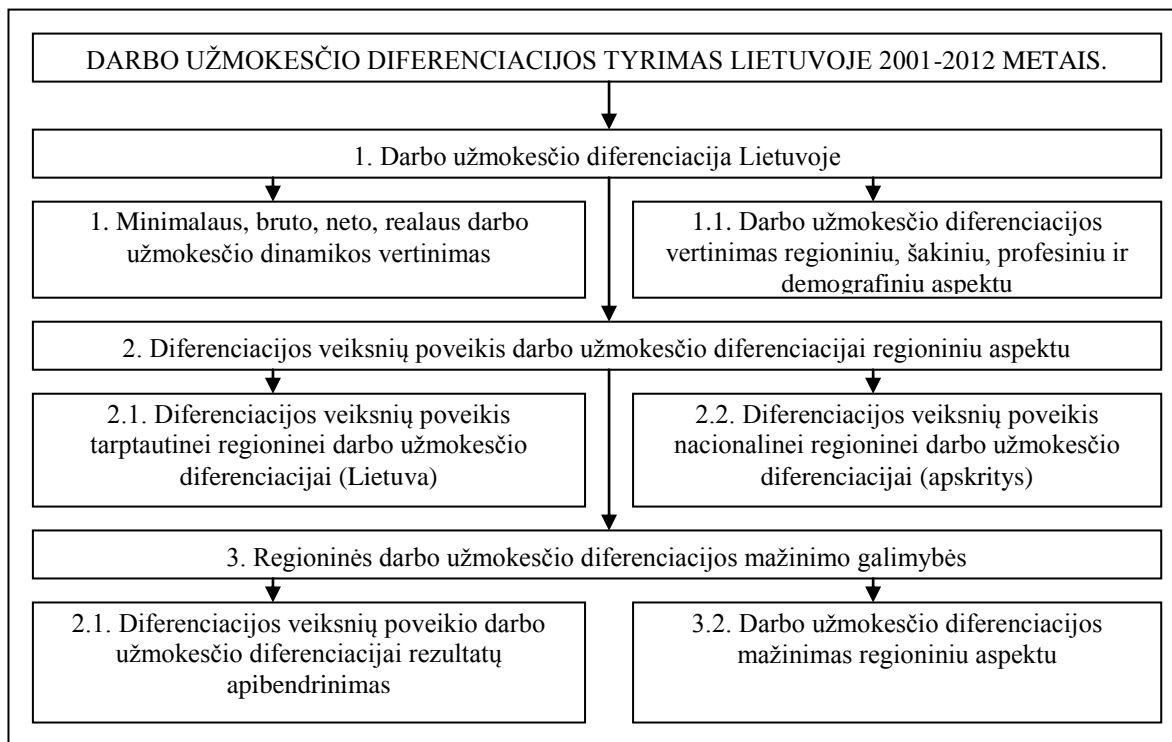 DARBO UŽMOKESČIO DIFERENCIACIJOS TYRIMAS LIETUVOJE 2001-2012 METAIS.
1. Darbo užmokesčio diferenciacija Lietuvoje
1. Minimalaus, bruto, neto, realaus darbo
užmokesčio dinamikos vertinimas
1.1. Darbo užmokesčio diferenciacijos
vertinimas regioniniu, šakiniu, profesiniu ir
demografiniu aspektu
2. Diferenciacijos veiksnių poveikis darbo užmokesčio diferenciacijai regioniniu aspektu
2.1. Diferenciacijos veiksnių poveikis
tarptautinei regioninei darbo užmokesčio
diferenciacijai (Lietuva)
2.2. Diferenciacijos veiksnių poveikis
nacionalinei regioninei darbo užmokesčio
diferenciacijai (apskritys)
3. Regioninės darbo užmokesčio diferenciacijos mažinimo galimybės
2.1. Diferenciacijos veiksnių poveikio darbo
užmokesčio diferenciacijai rezultatų
apibendrinimas
3.2. Darbo užmokesčio diferenciacijos
mažinimas regioniniu aspektu